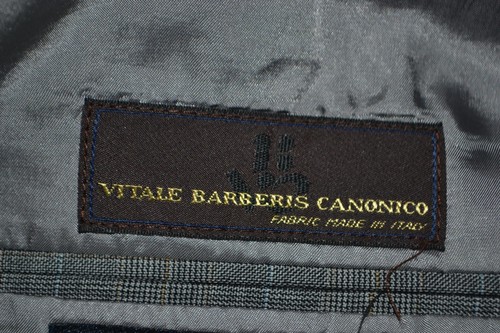 VITALE BARBERIS CANONICO
FABRIC MADE IN ITALY